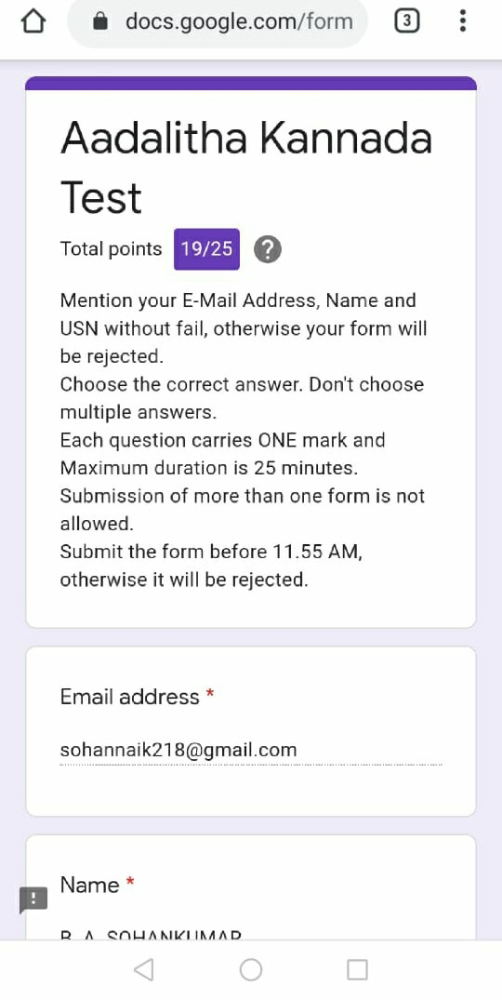 docs.google.com/form
3
Aadalitha Kannada
Test
Total points 19/25 ?
Mention your E-Mail Address, Name and
USN without fail, otherwise your form will
be rejected.
Choose the correct answer. Don't choose
multiple answers.
Each question carries ONE mark and
Maximum duration is 25 minutes.
Submission of more than one form is not
allowed.
Submit the form before 11.55 AM,
otherwise it will be rejected.
Email address *
sohannaik218@gmail.com
Name *
B. A. SOHANKUMAR